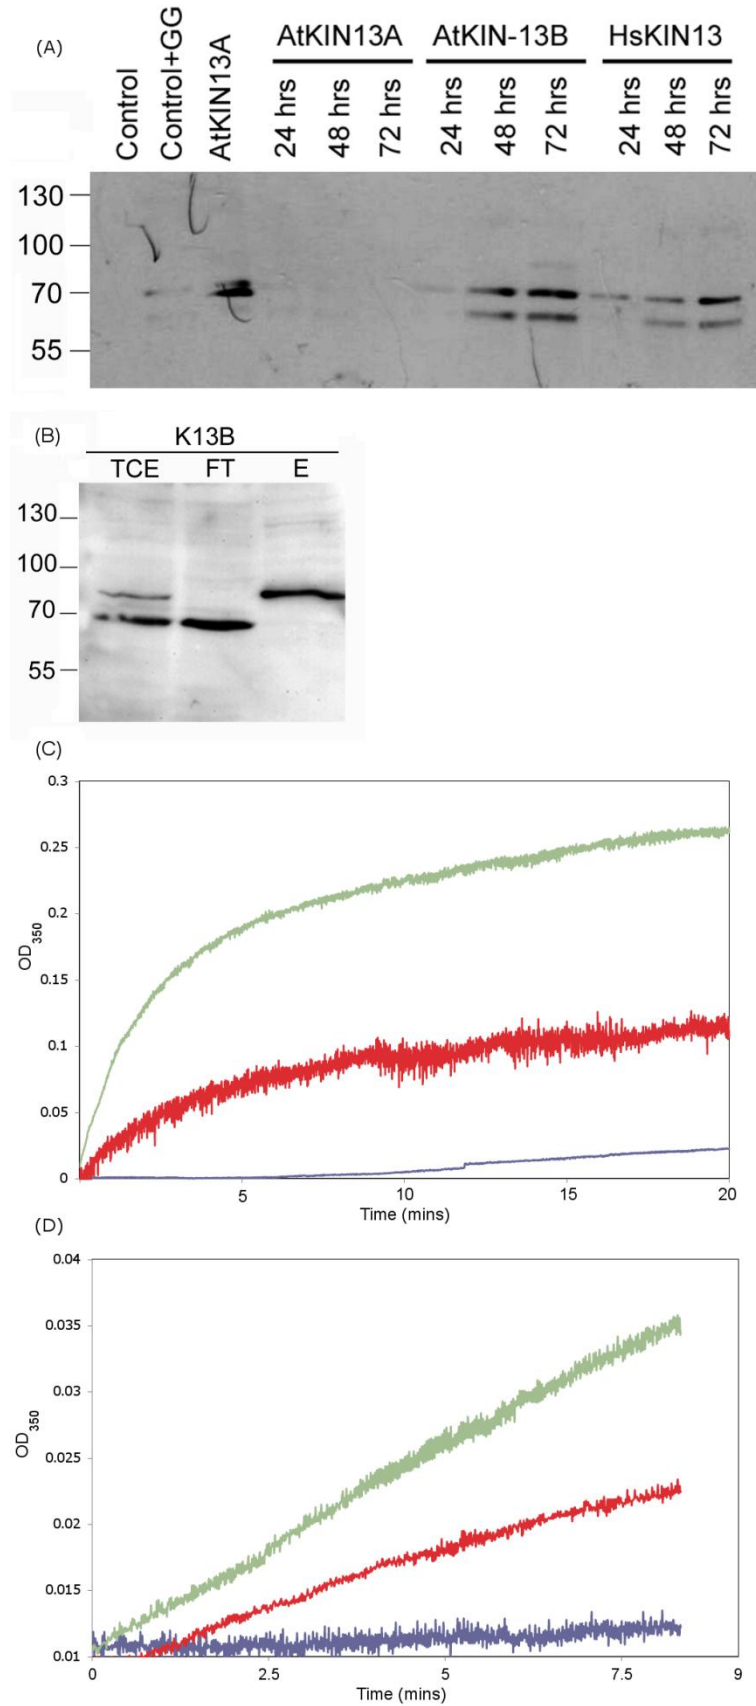 (A)
Control
Control+GG
AtKIN13A
AtKIN13A
24 hrs
48 hrs
72 hrs
AtKIN-13B
24 hrs
48 hrs
72 hrs
HsKIN13
24 hrs
48 hrs
72 hrs
130
100
70
55
(B)
K13B
TCE FT E
130
100
70
55
(C)
0.3
0.25
0.2
0.15
0.1
0.05
0
OD350
5 10 15 20
Time (mins)
(D)
0.04
0.035
0.03
0.025
0.02
0.015
0.01
OD350
0 2.5 5 7.5 9
Time (mins)